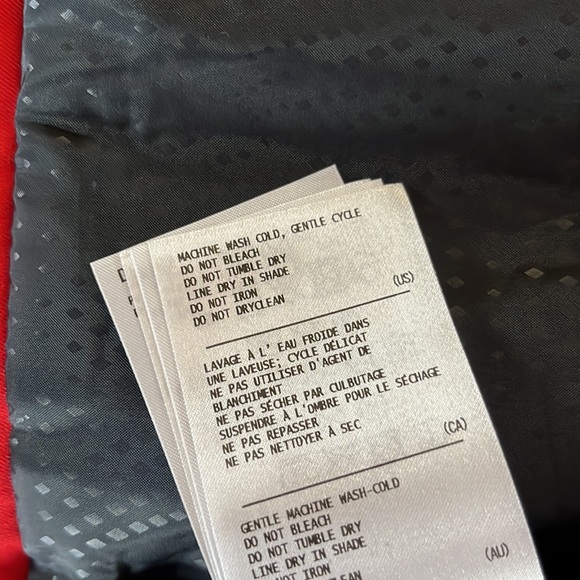 MACHINE WASH COLD, GENTLE CYCLE
DO NOT BLEACH
DO NOT TUMBLE DRY
LINE DRY IN SHADE
DO NOT IRON
DO NOT DRYCLEAN
(US)
LAVAGE À L' EAU FROIDE DANS
UNE LAVEUSE; CYCLE DÉLICAT
NE PAS UTILISER D'AGENT DE
BLANCHIMENT
NE PAS SÉCHER PAR CULBUTAGE
SUSPENDRE À L'OMBRE POUR LE SÉCHAGE
NE PAS REPASSER
NE PAS NETTOYER À SEC
(CA)
GENTLE MACHINE WASH-COLD
DO NOT BLEACH
DO NOT TUMBLE DRY
LINE DRY IN SHADE
NOT IRON
(AU)